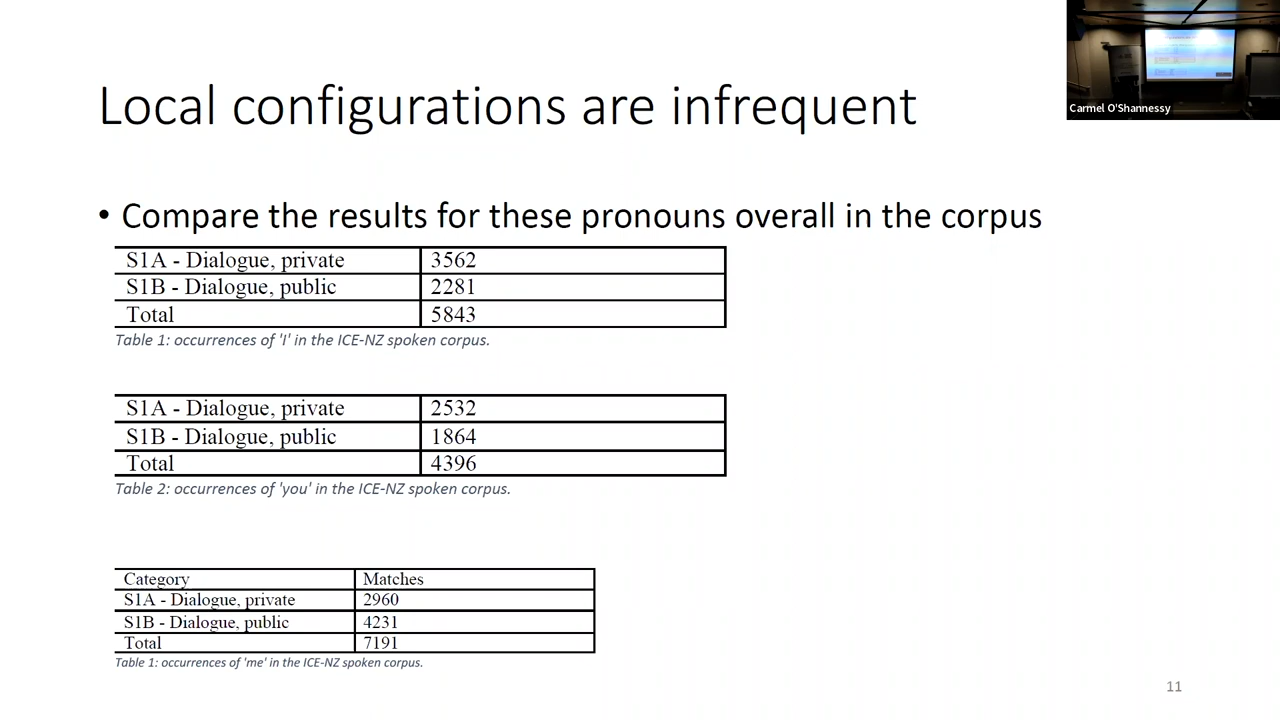 Local configurations are infrequent
Carmel O'Shannessy
• Compare the results for these pronouns overall in the corpus
S1A - Dialogue, private 3562
S1B - Dialogue, public 2281
Total 5843
Table 1: occurrences of 'I' in the ICE-NZ spoken corpus.
S1A - Dialogue, private 2532
S1B - Dialogue, public 1864
Total 4396
Table 2: occurrences of 'you' in the ICE-NZ spoken corpus.
Category Matches
S1A - Dialogue, private 2960
S1B - Dialogue, public 4231
Total 7191
Table 1: occurrences of 'me' in the ICE-NZ spoken corpus.
11